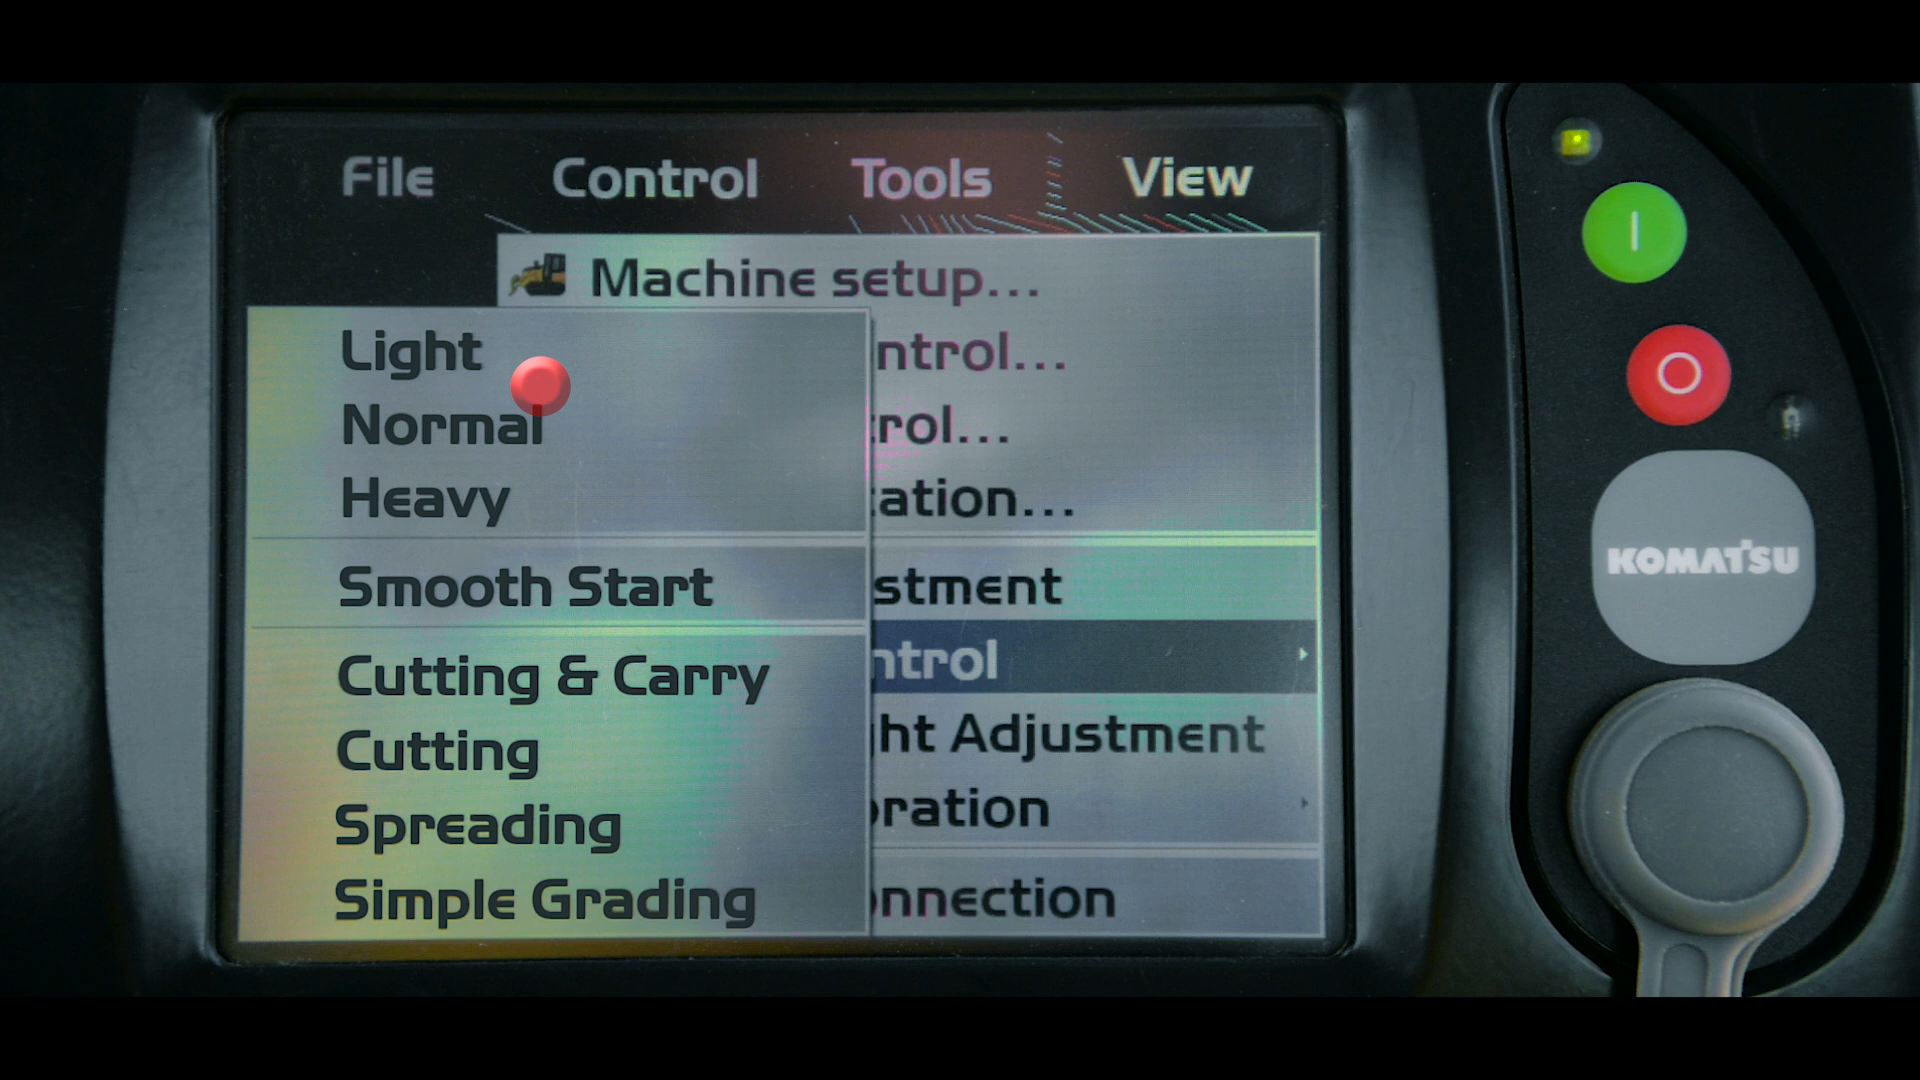 File Control Tools View
Machine setup...
Light
ntrol...
Normal
rol...
Heavy
ation...
Smooth Start
stment
Cutting & Carry
ntrol
Cutting
ht Adjustment
Spreading
ration
Simple Grading
nnection
KOMATSU